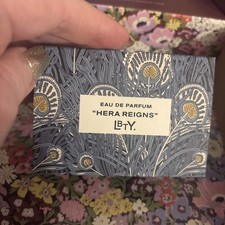 EAU DE PARFUM
"HERA REIGNS"
LBTY.